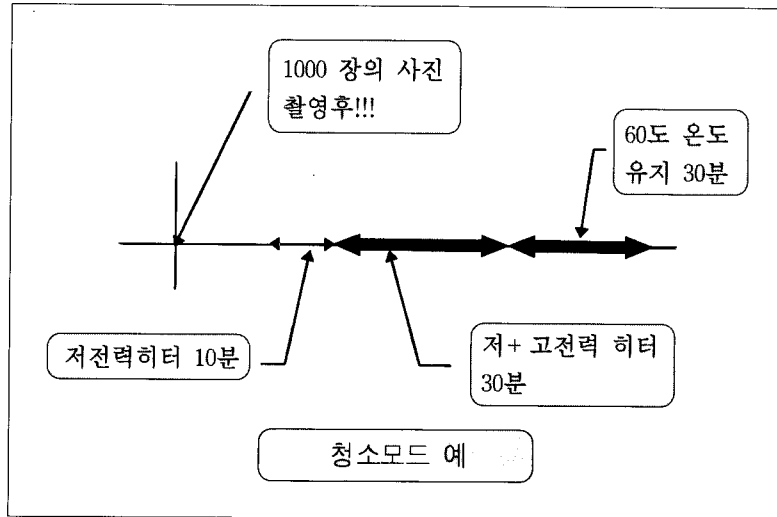 1000 장의 사진
촬영후!!!
60도 온도
유지 30분
저전력히터 10분
저+ 고전력 히터
30분
청소모드 예